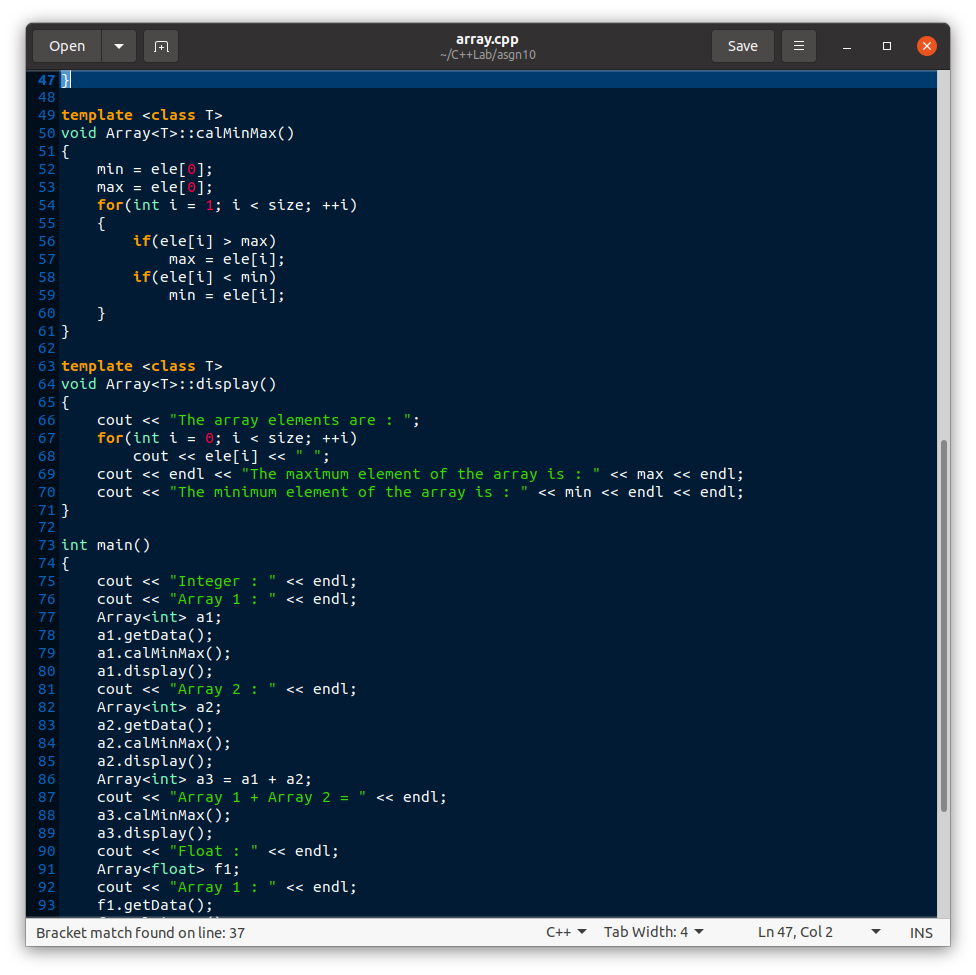 Open
array.cpp
~/C++Lab/asgn10
Save
47 }
48
49 template <class T>
50 void Array<T>::calMinMax()
51 {
52     min = ele[0];
53     max = ele[0];
54     for(int i = 1; i < size; ++i)
55     {
56         if(ele[i] > max)
57             max = ele[i];
58         if(ele[i] < min)
59             min = ele[i];
60     }
61 }
62
63 template <class T>
64 void Array<T>::display()
65 {
66     cout << "The array elements are : ";
67     for(int i = 0; i < size; ++i)
68         cout << ele[i] << " ";
69     cout << endl << "The maximum element of the array is : " << max << endl;
70     cout << "The minimum element of the array is : " << min << endl << endl;
71 }
72
73 int main()
74 {
75     cout << "Integer : " << endl;
76     cout << "Array 1 : " << endl;
77     Array<int> a1;
78     a1.getData();
79     a1.calMinMax();
80     a1.display();
81     cout << "Array 2 : " << endl;
82     Array<int> a2;
83     a2.getData();
84     a2.calMinMax();
85     a2.display();
86     Array<int> a3 = a1 + a2;
87     cout << "Array 1 + Array 2 = " << endl;
88     a3.calMinMax();
89     a3.display();
90     cout << "Float : " << endl;
91     Array<float> f1;
92     cout << "Array 1 : " << endl;
93     f1.getData();
Bracket match found on line: 37
C++
Tab Width: 4
Ln 47, Col 2
INS